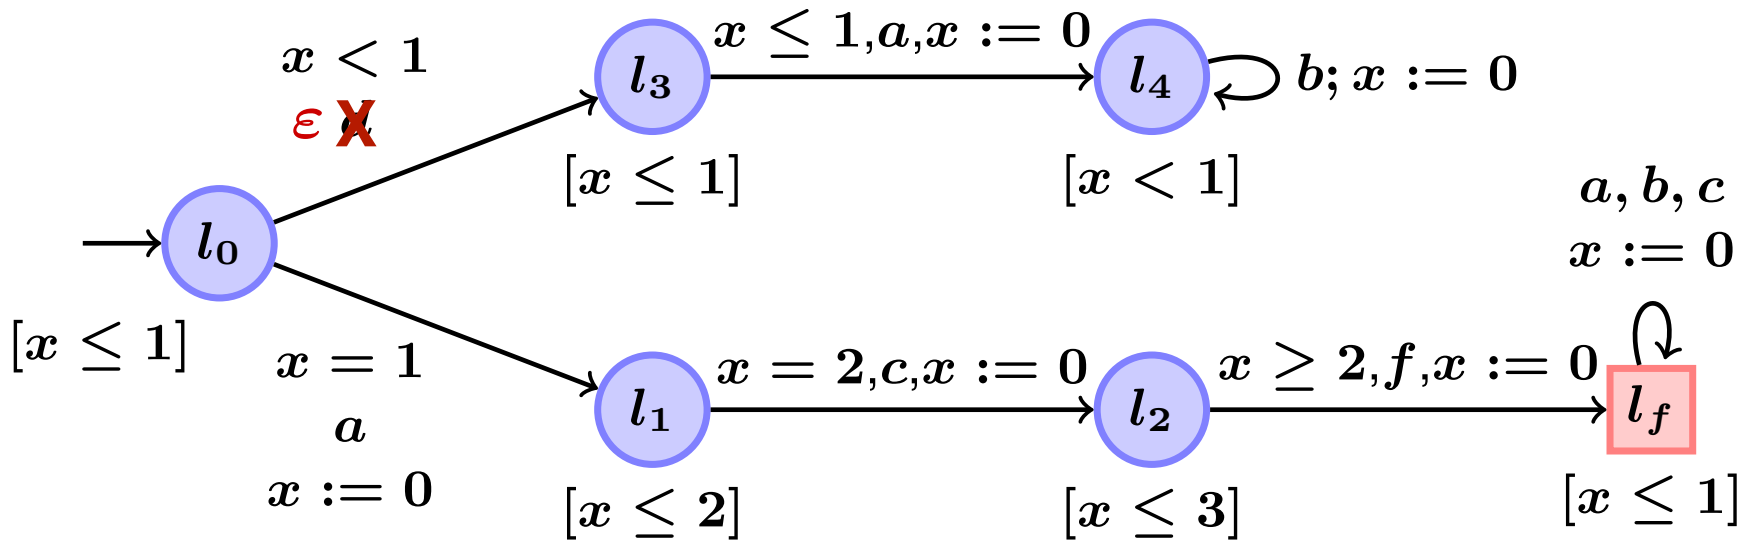 x < 1
ε a
l₀
[x ≤ 1]
l₃
[x ≤ 1]
x ≤ 1,a,x := 0
l₄
[x < 1]
b; x := 0
x = 1
a
x := 0
l₁
[x ≤ 2]
x = 2,c,x := 0
l₂
[x ≤ 3]
x ≥ 2,f,x := 0
a, b, c
x := 0
l_f
[x ≤ 1]